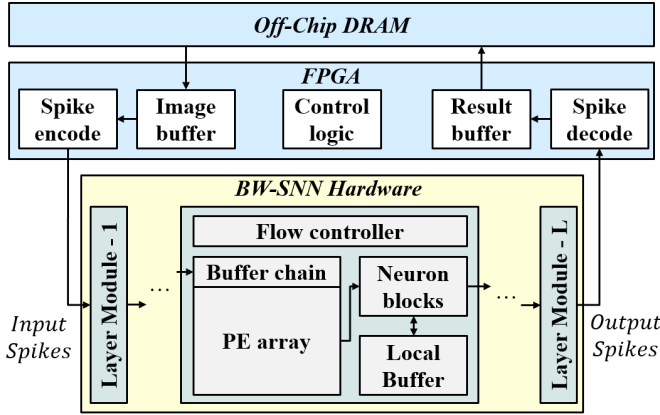 Off-Chip DRAM
FPGA
Spike
encode
Image
buffer
Control
logic
Result
buffer
Spike
decode
BW-SNN Hardware
Layer Module - 1
...
Flow controller
Buffer chain
PE array
Neuron
blocks
Local
Buffer
...
Layer Module - L
Input
Spikes
Output
Spikes